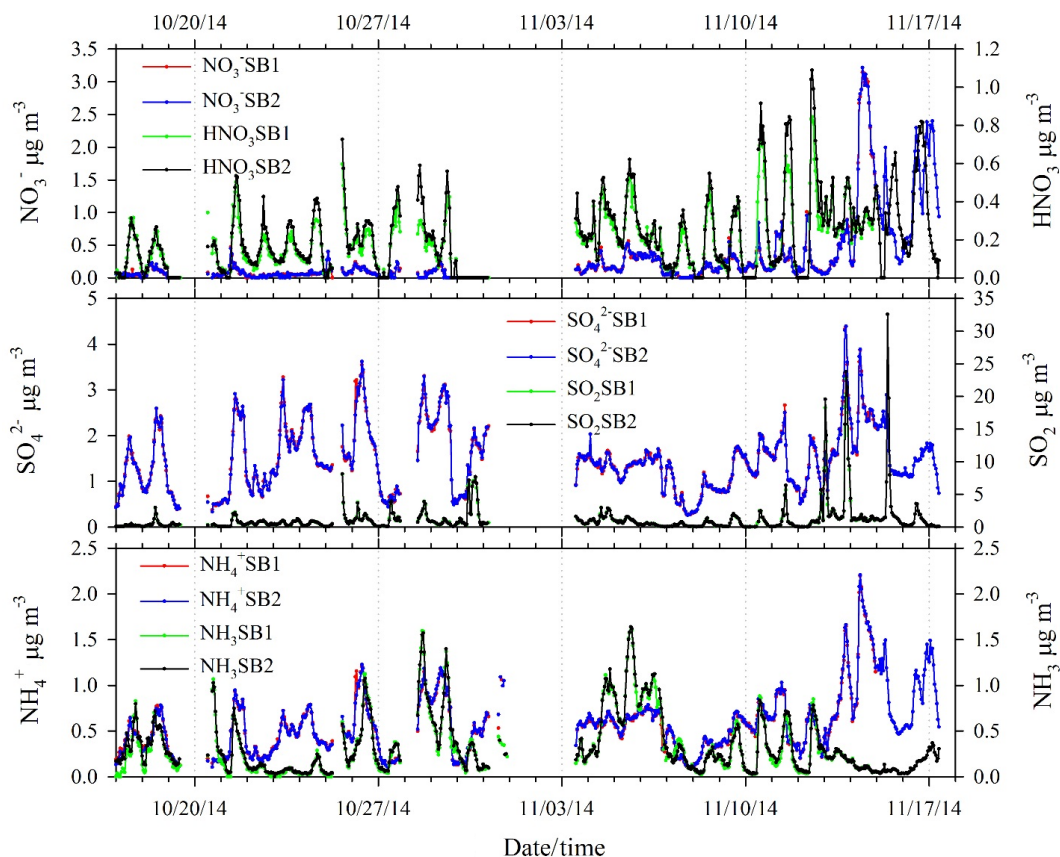 10/20/14 10/27/14 11/03/14 11/10/14 11/17/14
NO₃⁻ µg m⁻³
3.5
3.0
2.5
2.0
1.5
1.0
0.5
0.0
NO₃⁻SB1
NO₃⁻SB2
HNO₃SB1
HNO₃SB2
1.2
1.0
0.8
0.6
0.4
0.2
0.0
HNO₃ µg m⁻³
SO₄²⁻ µg m⁻³
5
4
3
2
1
0
SO₄²⁻SB1
SO₄²⁻SB2
SO₂SB1
SO₂SB2
35
30
25
20
15
10
5
0
SO₂ µg m⁻³
NH₄⁺ µg m⁻³
2.5
2.0
1.5
1.0
0.5
0.0
NH₄⁺SB1
NH₄⁺SB2
NH₃SB1
NH₃SB2
2.5
2.0
1.5
1.0
0.5
0.0
NH₃ µg m⁻³
10/20/14 10/27/14 11/03/14 11/10/14 11/17/14
Date/time